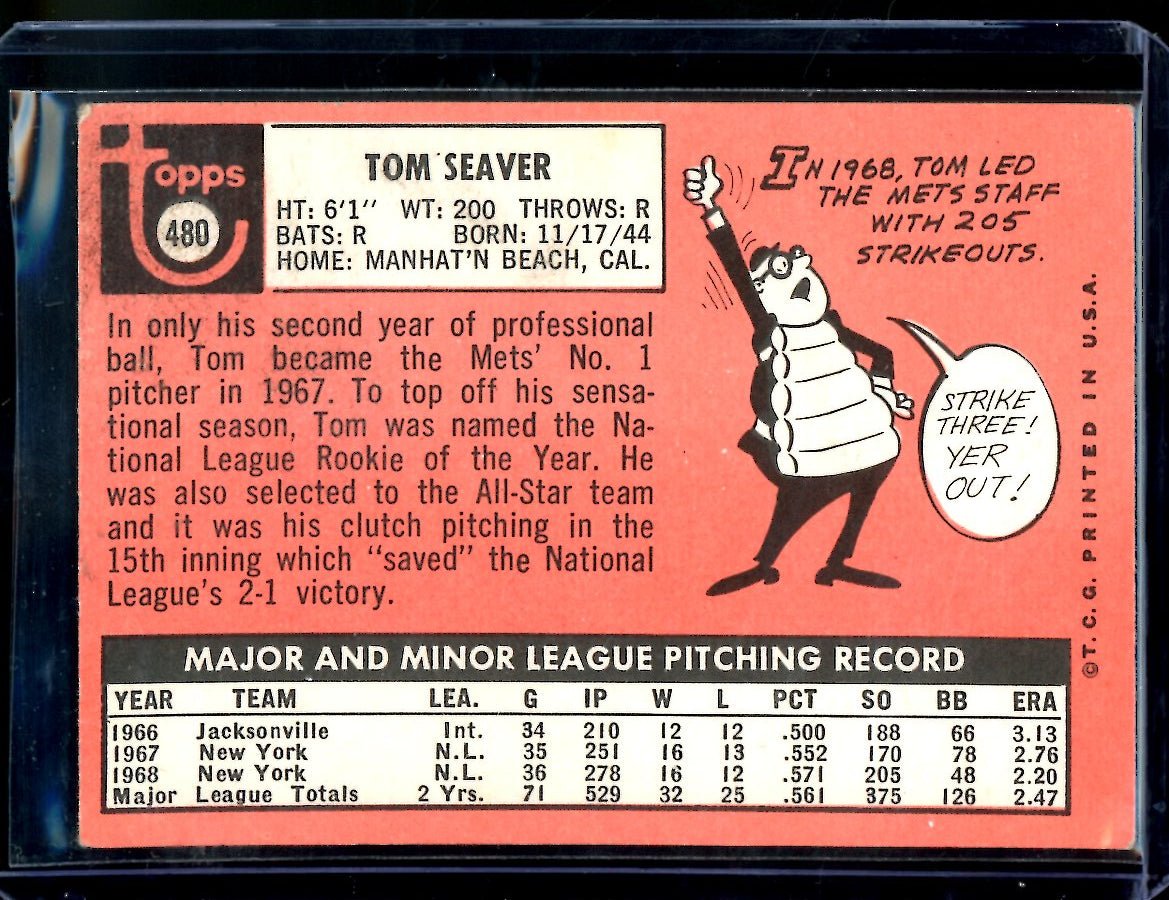 topps
480
TOM SEAVER
HT: 6'1" WT: 200 THROWS: R
BATS: R BORN: 11/17/44
HOME: MANHAT'N BEACH, CAL.
In only his second year of professional
ball, Tom became the Mets' No. 1
pitcher in 1967. To top off his sensa-
tional season, Tom was named the Na-
tional League Rookie of the Year. He
was also selected to the All-Star team
and it was his clutch pitching in the
15th inning which "saved" the National
League's 2-1 victory.
IN 1968, TOM LED
THE METS STAFF
WITH 205
STRIKEOUTS.
STRIKE
THREE!
YER
OUT!
©T.C.G. PRINTED IN U.S.A.
MAJOR AND MINOR LEAGUE PITCHING RECORD
YEAR TEAM LEA. G IP W L PCT SO BB ERA
1966 Jacksonville Int. 34 210 12 12 .500 188 66 3.13
1967 New York N.L. 35 251 16 13 .552 170 78 2.76
1968 New York N.L. 36 278 16 12 .571 205 48 2.20
Major League Totals 2 Yrs. 71 529 32 25 .561 375 126 2.47